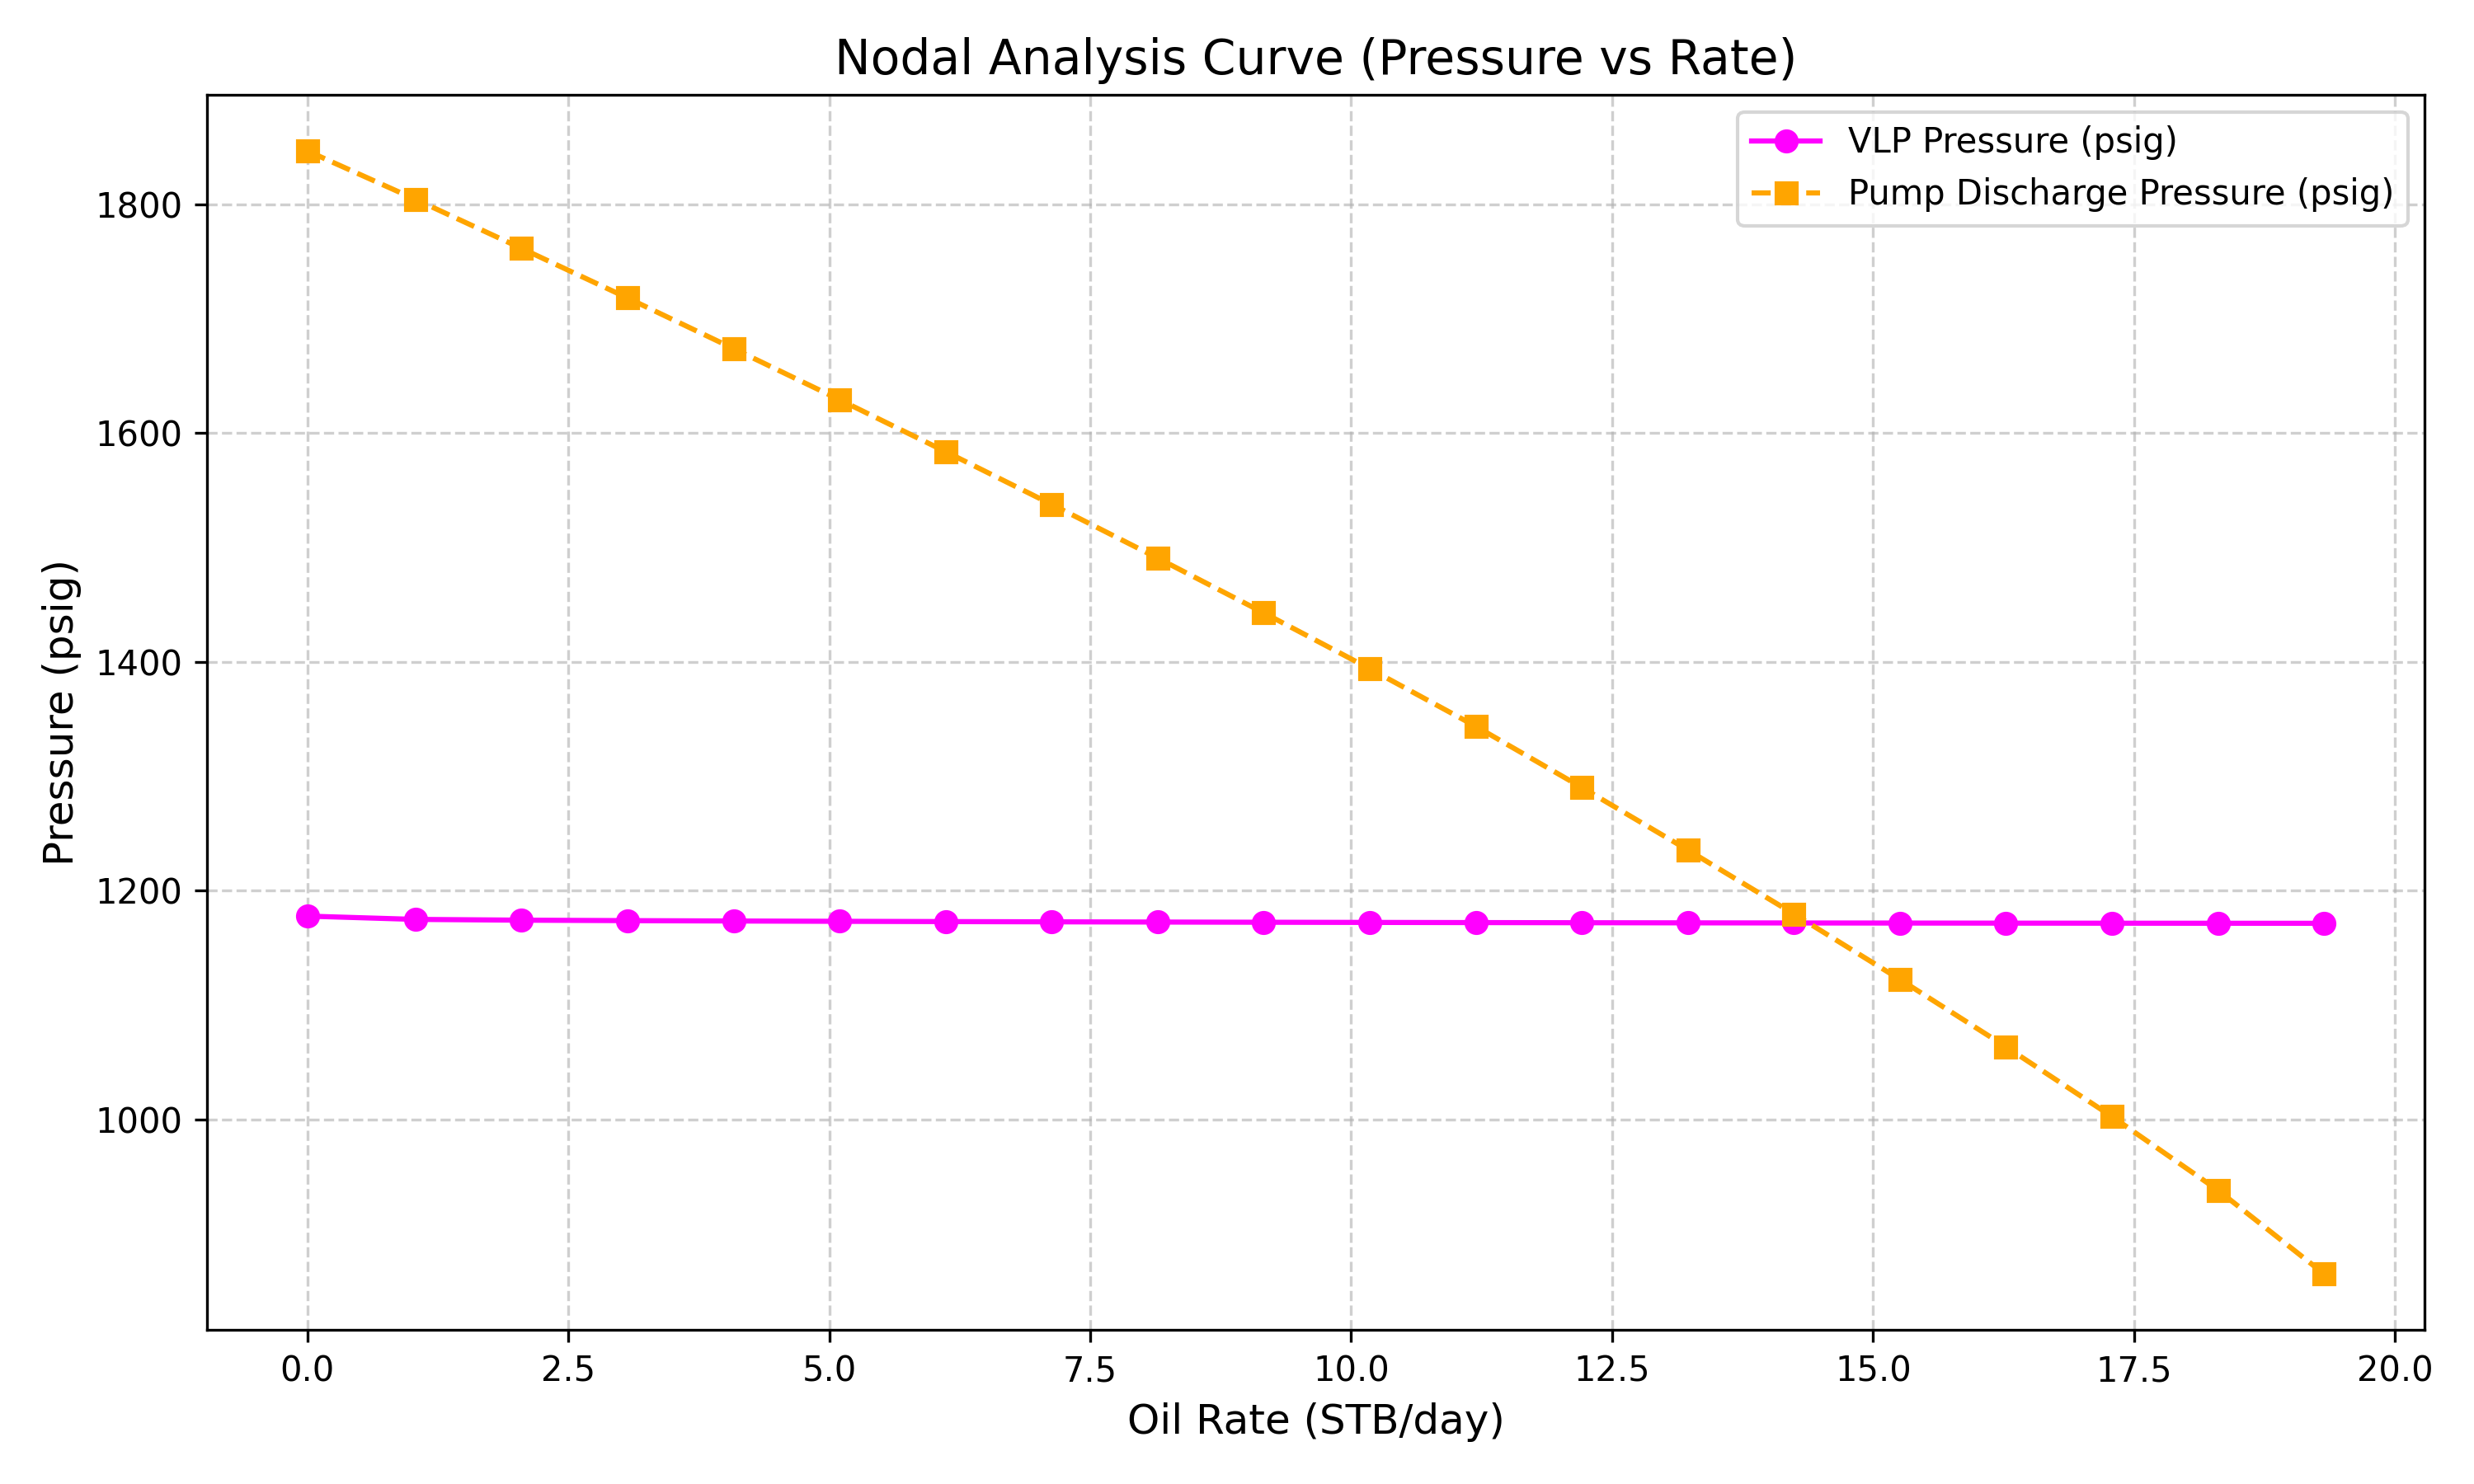 Nodal Analysis Curve (Pressure vs Rate)
VLP Pressure (psig)
Pump Discharge Pressure (psig)
Pressure (psig)
1800
1600
1400
1200
1000
0.0 2.5 5.0 7.5 10.0 12.5 15.0 17.5 20.0
Oil Rate (STB/day)